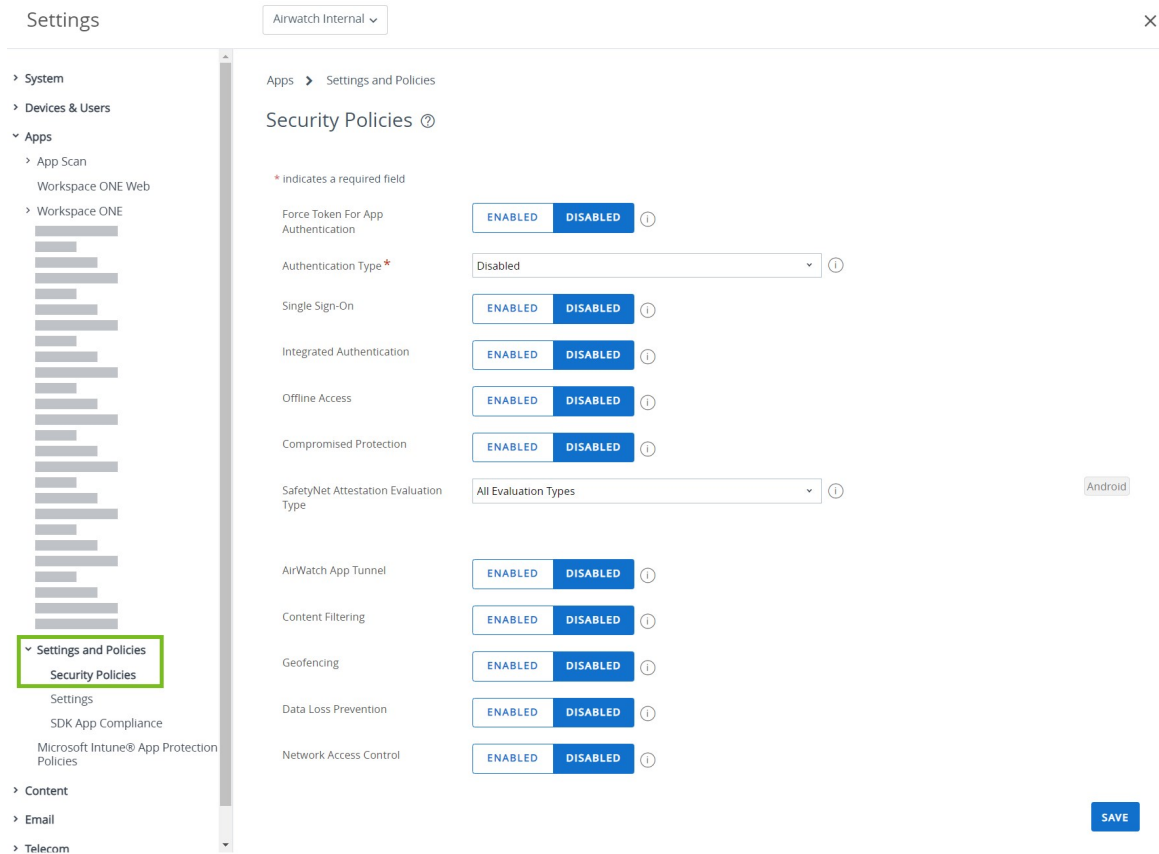 Settings
Airwatch Internal
System
Devices & Users
Apps
App Scan
Workspace ONE Web
Workspace ONE
Settings and Policies
Security Policies
Settings
SDK App Compliance
Microsoft Intune® App Protection
Policies
Content
Email
Telecom
Apps > Settings and Policies
Security Policies
* indicates a required field
Force Token For App
Authentication
ENABLED DISABLED
Authentication Type *
Disabled
Single Sign-On
ENABLED DISABLED
Integrated Authentication
ENABLED DISABLED
Offline Access
ENABLED DISABLED
Compromised Protection
ENABLED DISABLED
SafetyNet Attestation Evaluation
Type
All Evaluation Types
Android
AirWatch App Tunnel
ENABLED DISABLED
Content Filtering
ENABLED DISABLED
Geofencing
ENABLED DISABLED
Data Loss Prevention
ENABLED DISABLED
Network Access Control
ENABLED DISABLED
SAVE